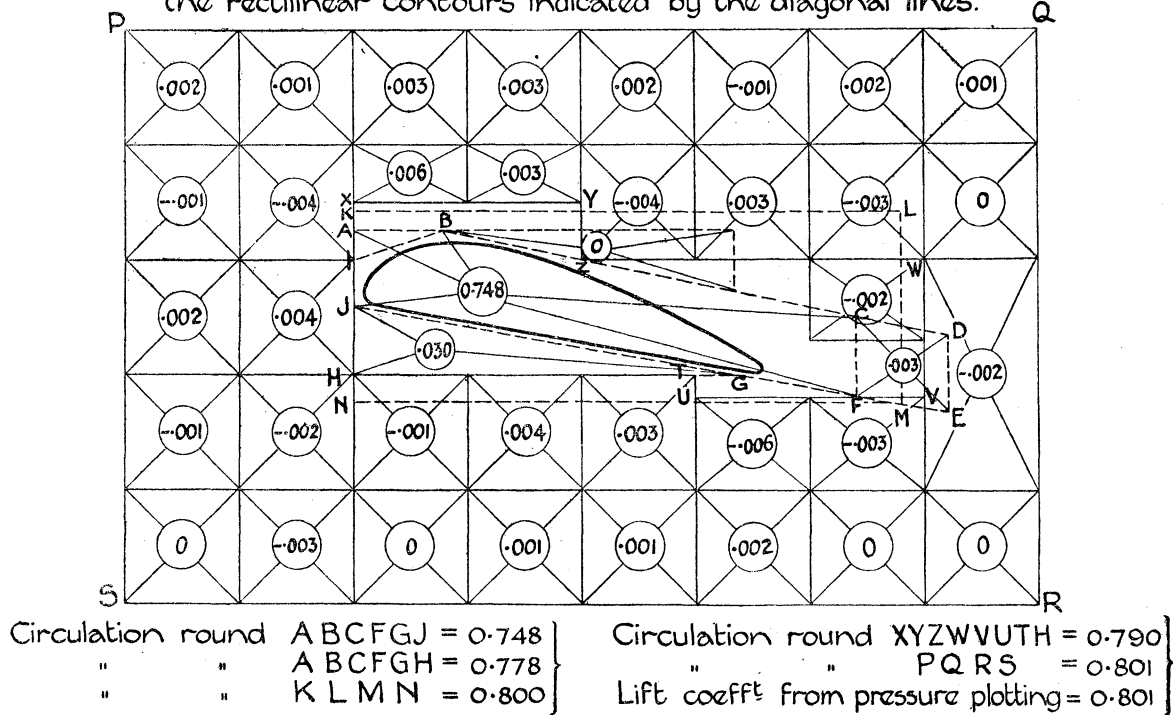 the rectilinear contours indicated by the diagonal lines.
P Q
·002 ·001 ·003 ·003 ·002 -·001 ·002 ·001
·006 ·003
-·001 -·004 X Y -·004 ·003 -·003 0
K L
A B
0
I Z W
·002 ·004 0·748 -·002
J C D
·030 ·003 -·002
H T G
N U F M V E
-·001 -·002 -·001 ·004 ·003 -·006 -·003
0 -·003 0 ·001 ·001 ·002 0 0
S R
Circulation round ABCFGJ = 0·748
" " ABCFGH = 0·778
" " KLMN = 0·800
Circulation round XYZWVUTH = 0·790
" " PQRS = 0·801
Lift coefft from pressure plotting = 0·801